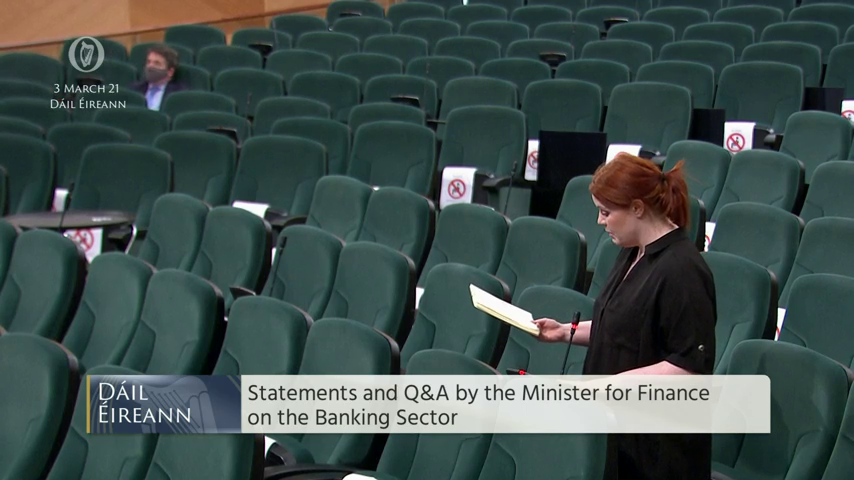 3 MARCH 21
DÁIL ÉIREANN
DÁIL
ÉIREANN
Statements and Q&A by the Minister for Finance
on the Banking Sector